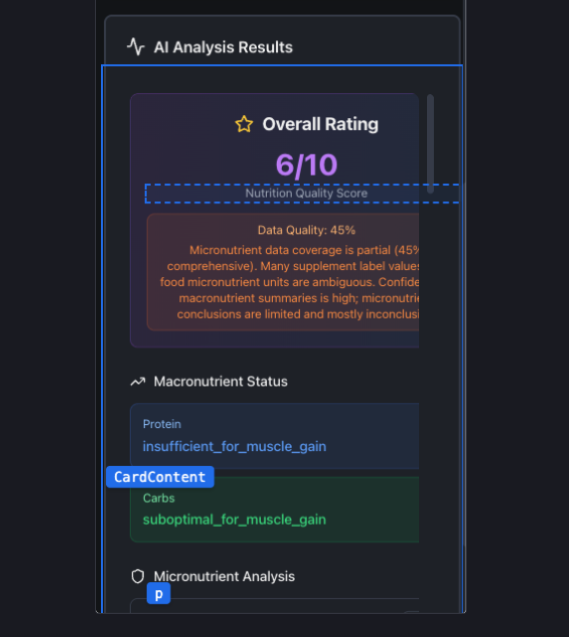 AI Analysis Results
Overall Rating
6/10
Nutrition Quality Score
Data Quality: 45%
Micronutrient data coverage is partial (45%
comprehensive). Many supplement label values
food micronutrient units are ambiguous. Confide
macronutrient summaries is high; micronutrie
conclusions are limited and mostly inconclusi
Macronutrient Status
Protein
insufficient_for_muscle_gain
CardContent
Carbs
suboptimal_for_muscle_gain
Micronutrient Analysis
p